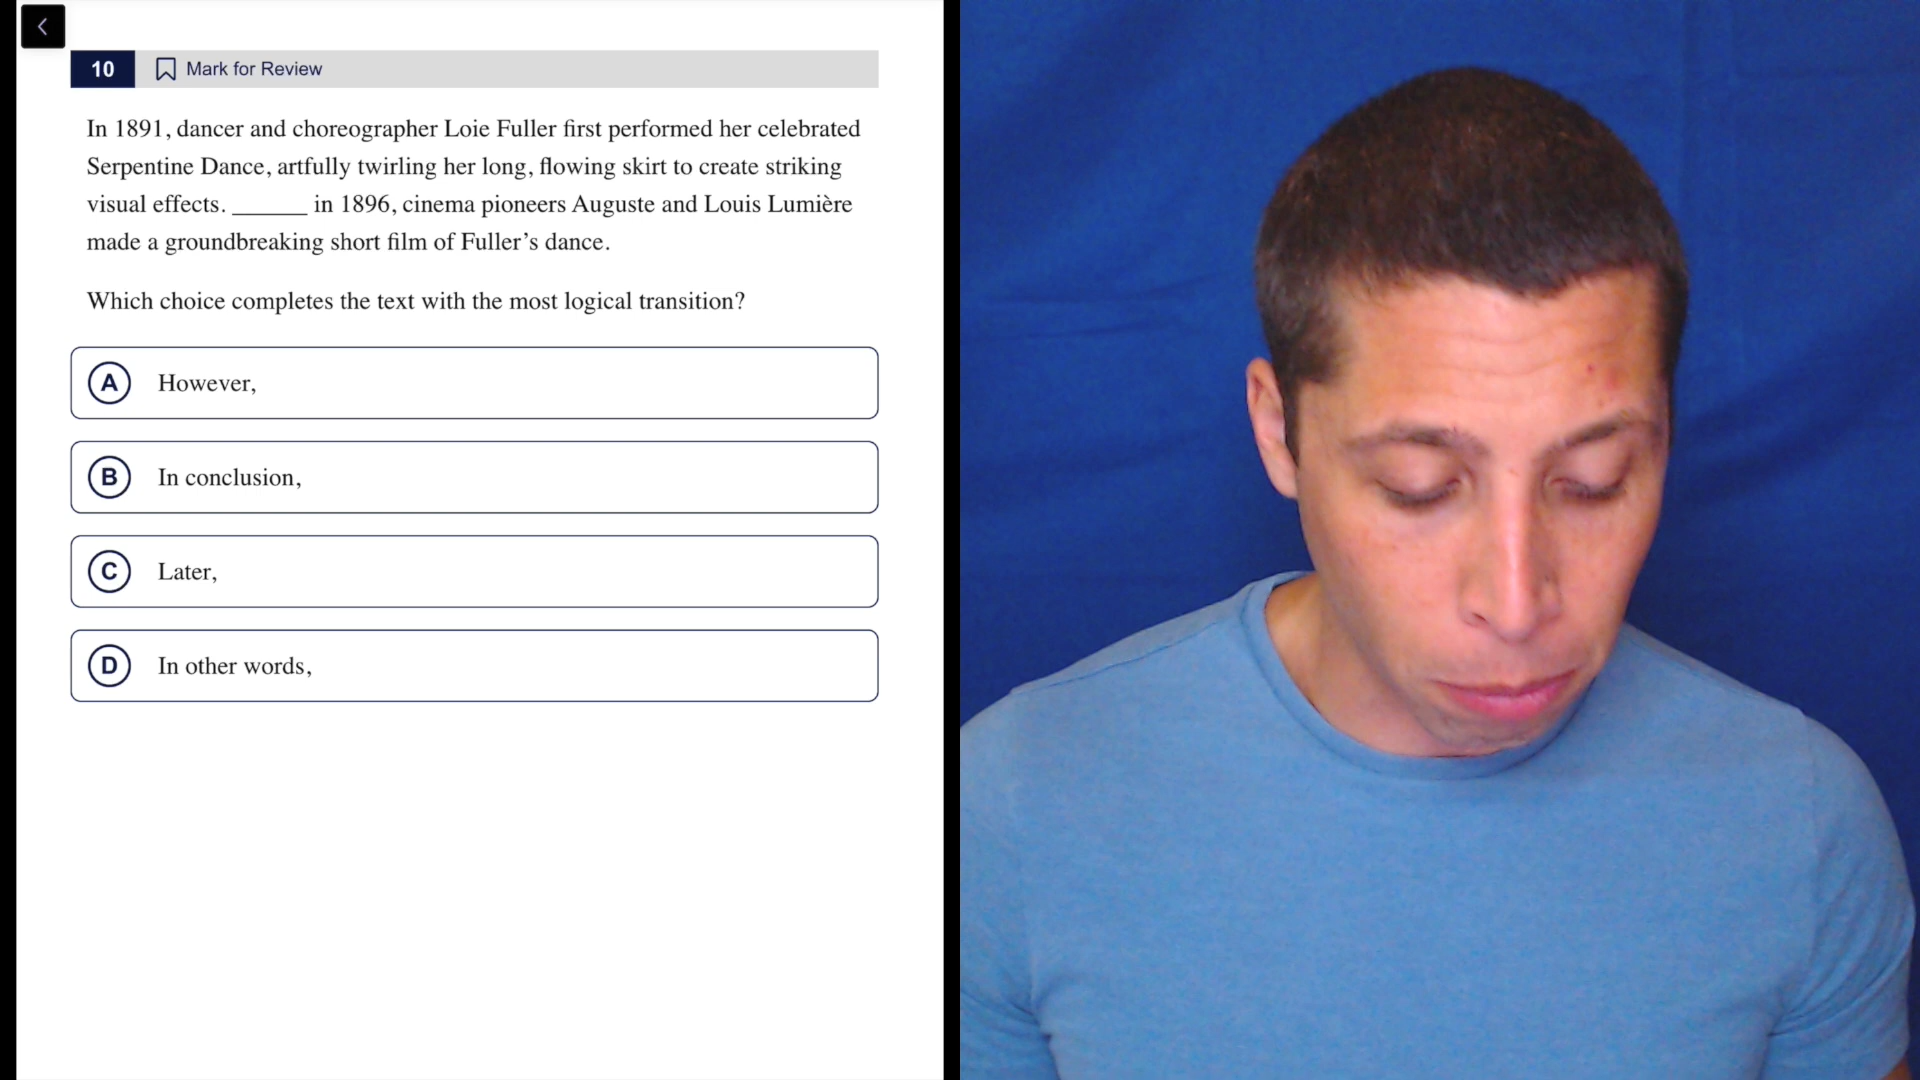 10 Mark for Review
In 1891, dancer and choreographer Loie Fuller first performed her celebrated
Serpentine Dance, artfully twirling her long, flowing skirt to create striking
visual effects. ______ in 1896, cinema pioneers Auguste and Louis Lumière
made a groundbreaking short film of Fuller’s dance.
Which choice completes the text with the most logical transition?
A However,
B In conclusion,
C Later,
D In other words,